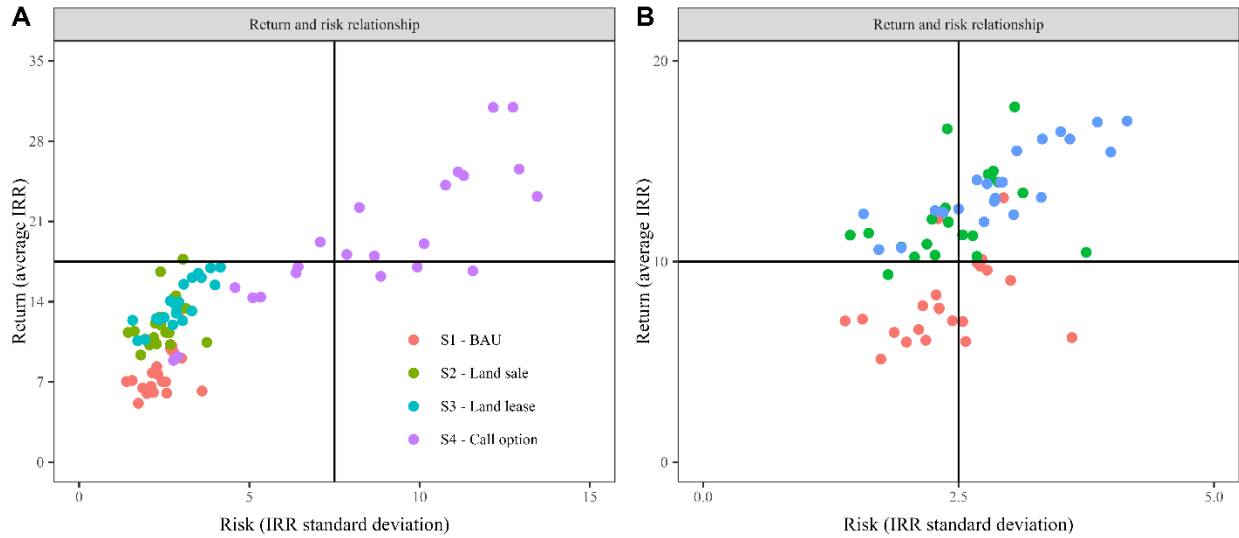 A
Return and risk relationship
Return (average IRR)
35
28
21
14
7
0
S1 - BAU
S2 - Land sale
S3 - Land lease
S4 - Call option
0
5
10
15
Risk (IRR standard deviation)
B
Return and risk relationship
Return (average IRR)
20
10
0
0.0
2.5
5.0
Risk (IRR standard deviation)